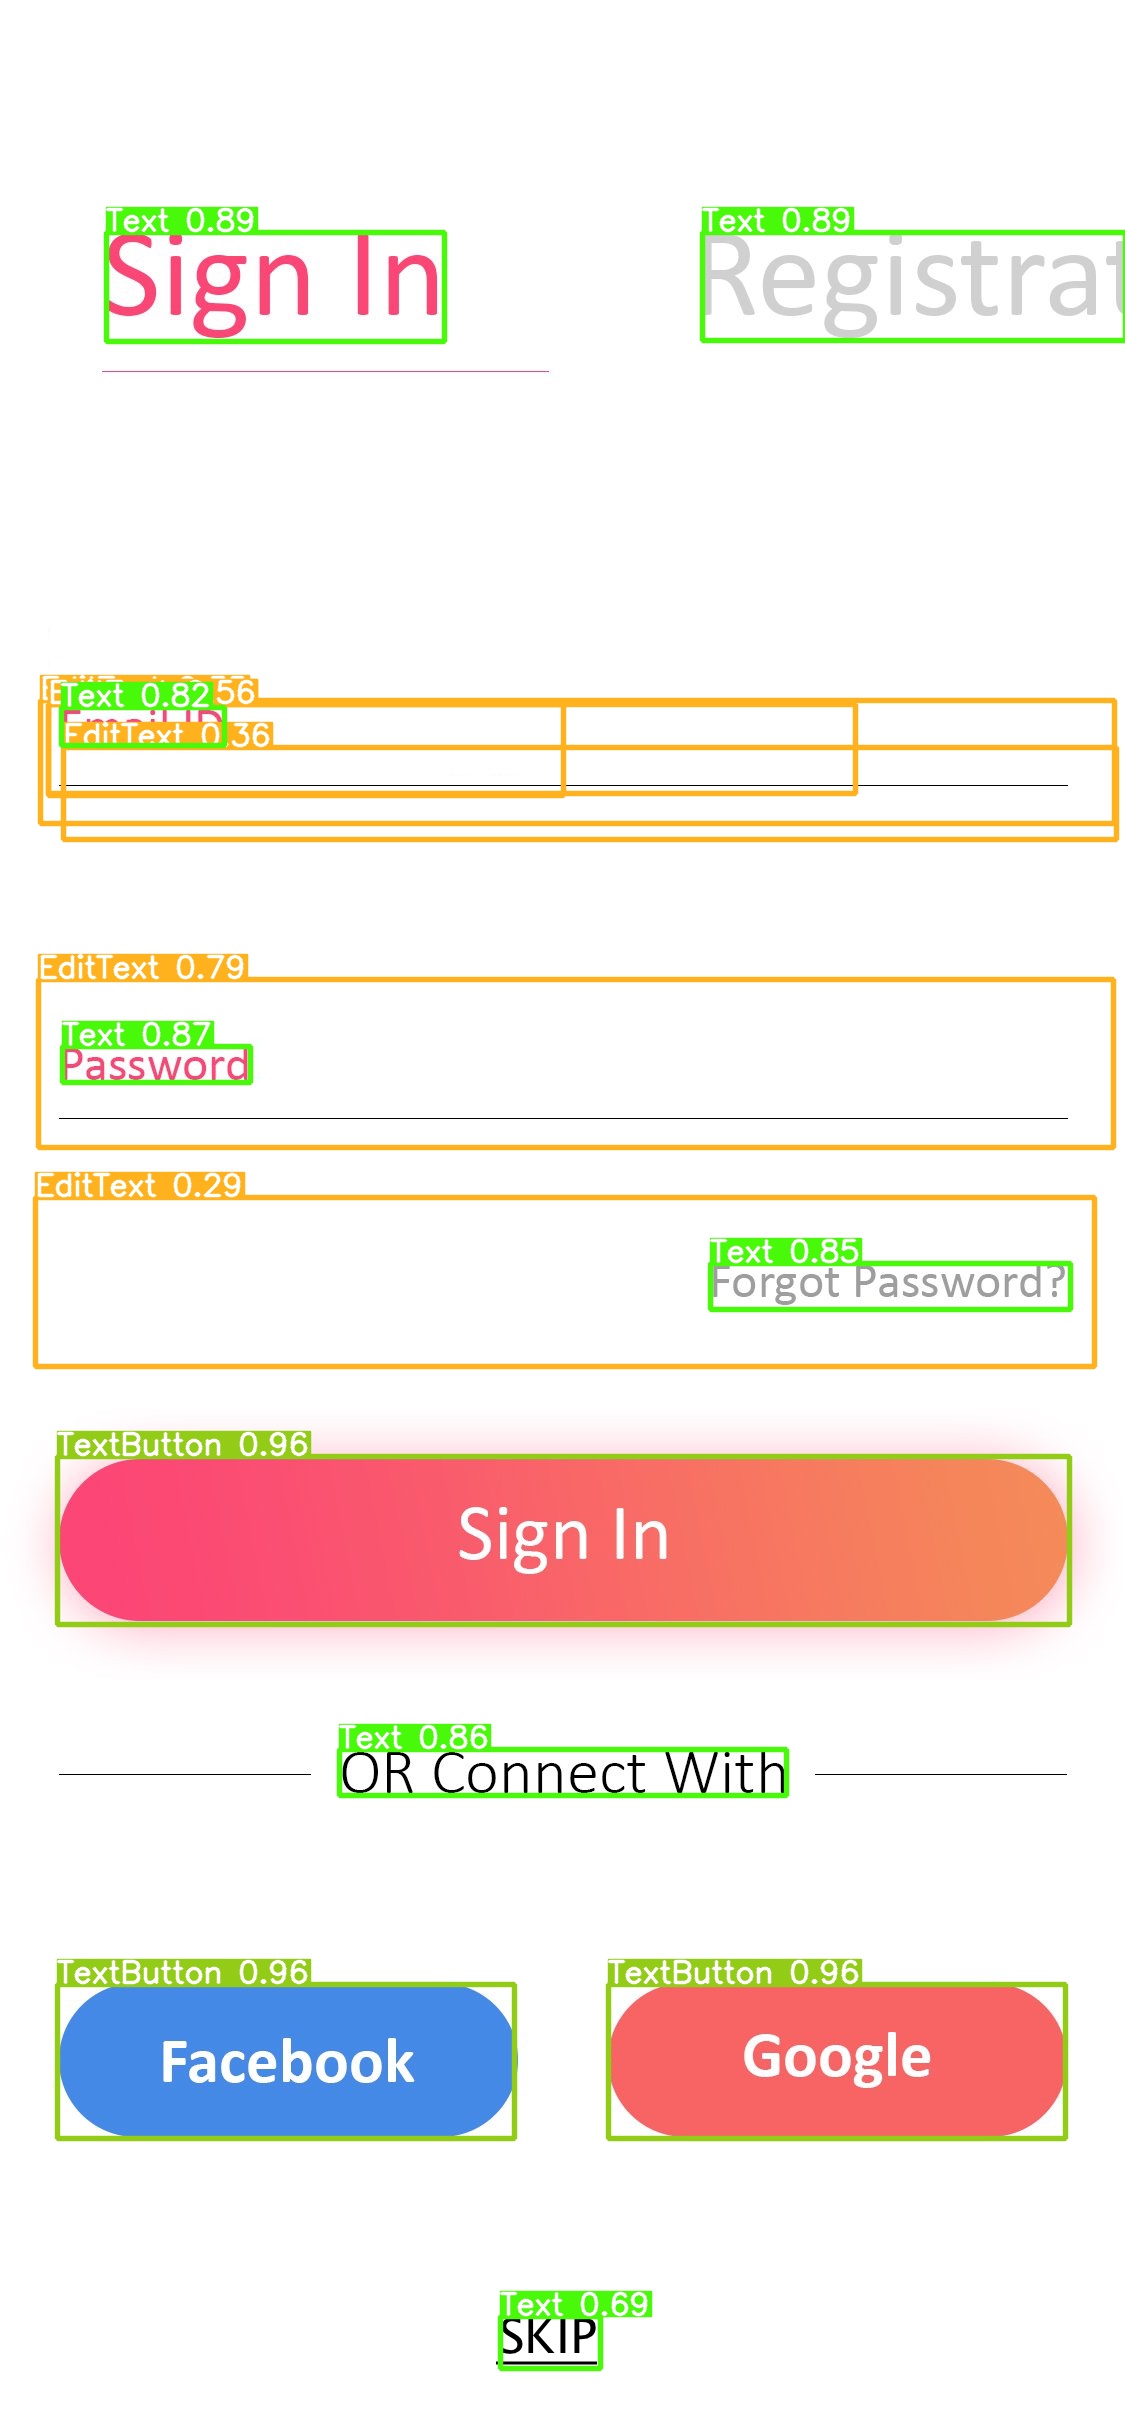 Text 0.89
Text 0.89
Sign In
Registrat
56
Text 0.82
Email ID
EditText 0.36
EditText 0.79
Text 0.87
Password
EditText 0.29
Text 0.85
Forgot Password?
TextButton 0.96
Sign In
Text 0.86
OR Connect With
TextButton 0.96
TextButton 0.96
Facebook
Google
Text 0.69
SKIP